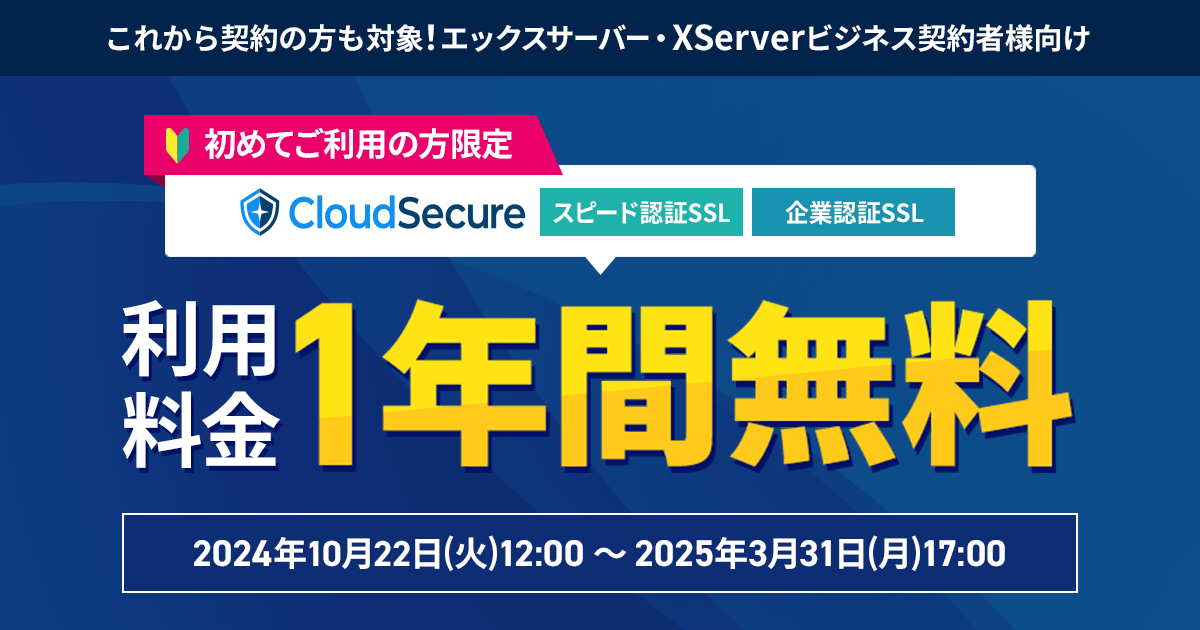 これから契約の方も対象！エックスサーバー・XServerビジネス契約者様向け
初めてご利用の方限定
CloudSecure スピード認証SSL 企業認証SSL
利用料金
1年間無料
2024年10月22日(火)12:00 〜 2025年3月31日(月)17:00